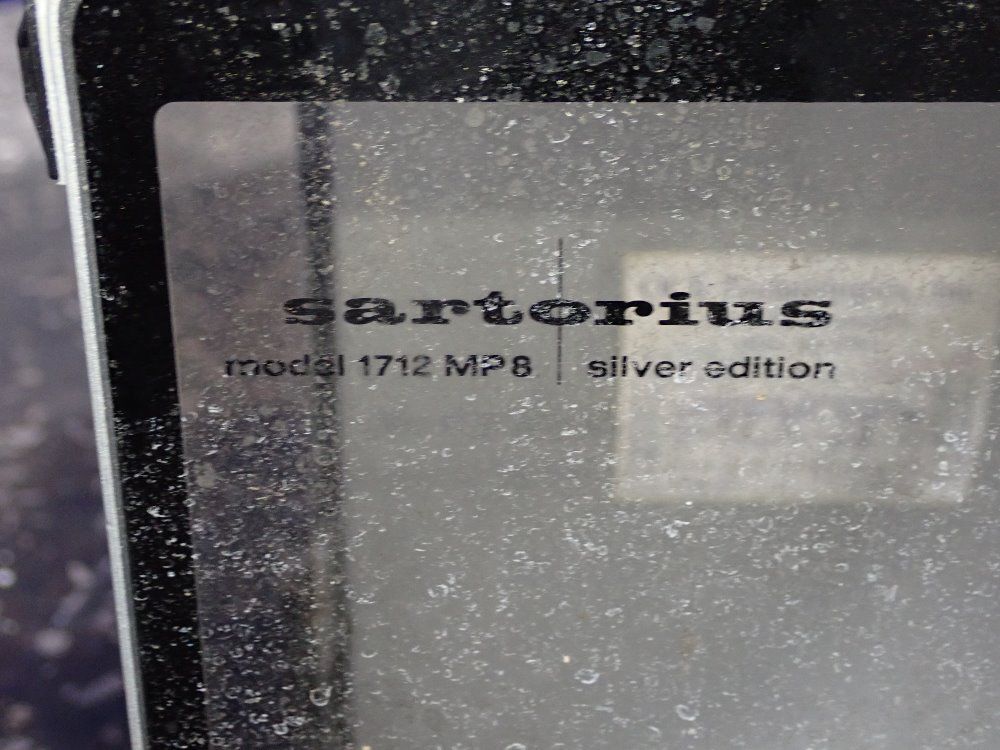 sartorius
model 1712 MP8 | silver edition